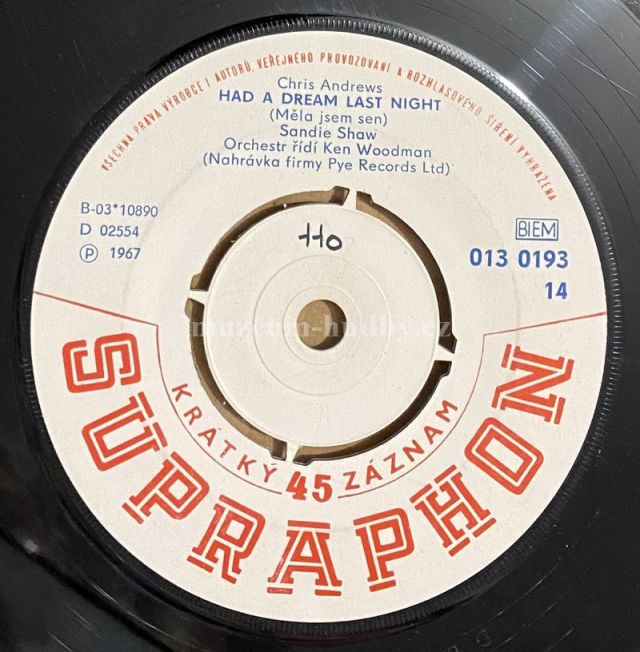 VŠECHNA PRÁVA VÝROBCE I AUTORŮ, VEŘEJNÉHO PROVOZOVÁNÍ A ROZHLASOVÉHO ŠÍŘENÍ VYHRAŽENA
Chris Andrews
HAD A DREAM LAST NIGHT
(Měla jsem sen)
Sandie Shaw
Orchestr řídí Ken Woodman
(Nahrávka firmy Pye Records Ltd)
B-03*10890
D 02554
Ⓟ 1967
BIEM
013 0193
14
110
muzeum-hudby.cz
KRÁTKÝ 45 ZÁZNAM
SUPRAPHON